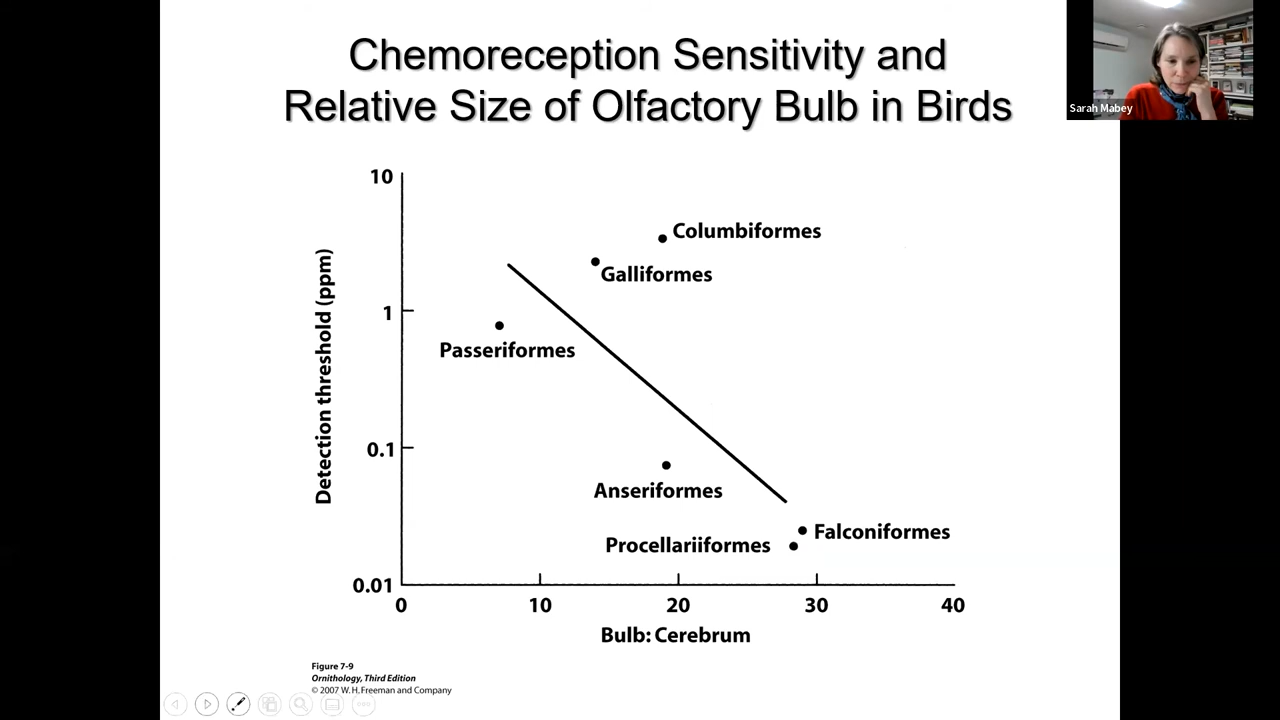 Chemoreception Sensitivity and
Relative Size of Olfactory Bulb in Birds
Sarah Mabey
10
Columbiformes
Galliformes
1
Passeriformes
Detection threshold (ppm)
0.1
Anseriformes
Falconiformes
Procellariiformes
0.01
0 10 20 30 40
Bulb: Cerebrum
Figure 7-9
Ornithology, Third Edition
© 2007 W. H. Freeman and Company